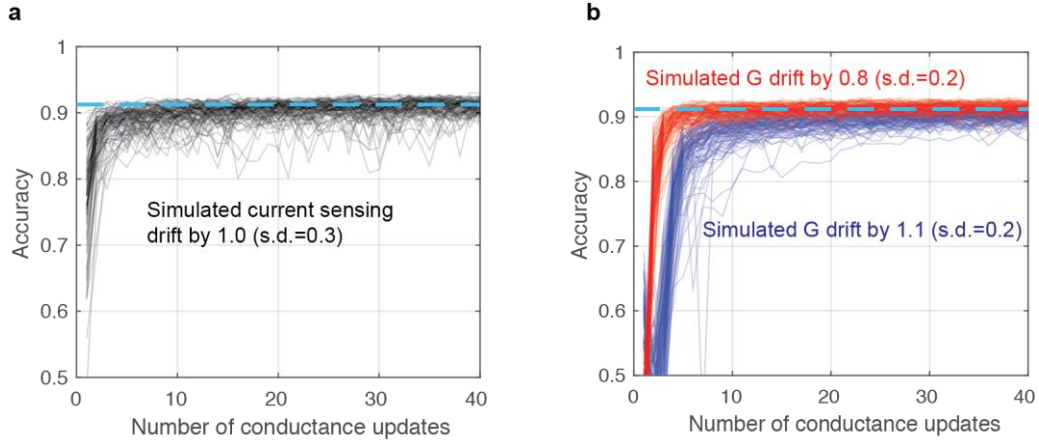 a
1
0.9
0.8
0.7
0.6
0.5
Accuracy
Simulated current sensing
drift by 1.0 (s.d.=0.3)
0
10
20
30
40
Number of conductance updates
b
1
0.9
0.8
0.7
0.6
0.5
Accuracy
Simulated G drift by 0.8 (s.d.=0.2)
Simulated G drift by 1.1 (s.d.=0.2)
0
10
20
30
40
Number of conductance updates